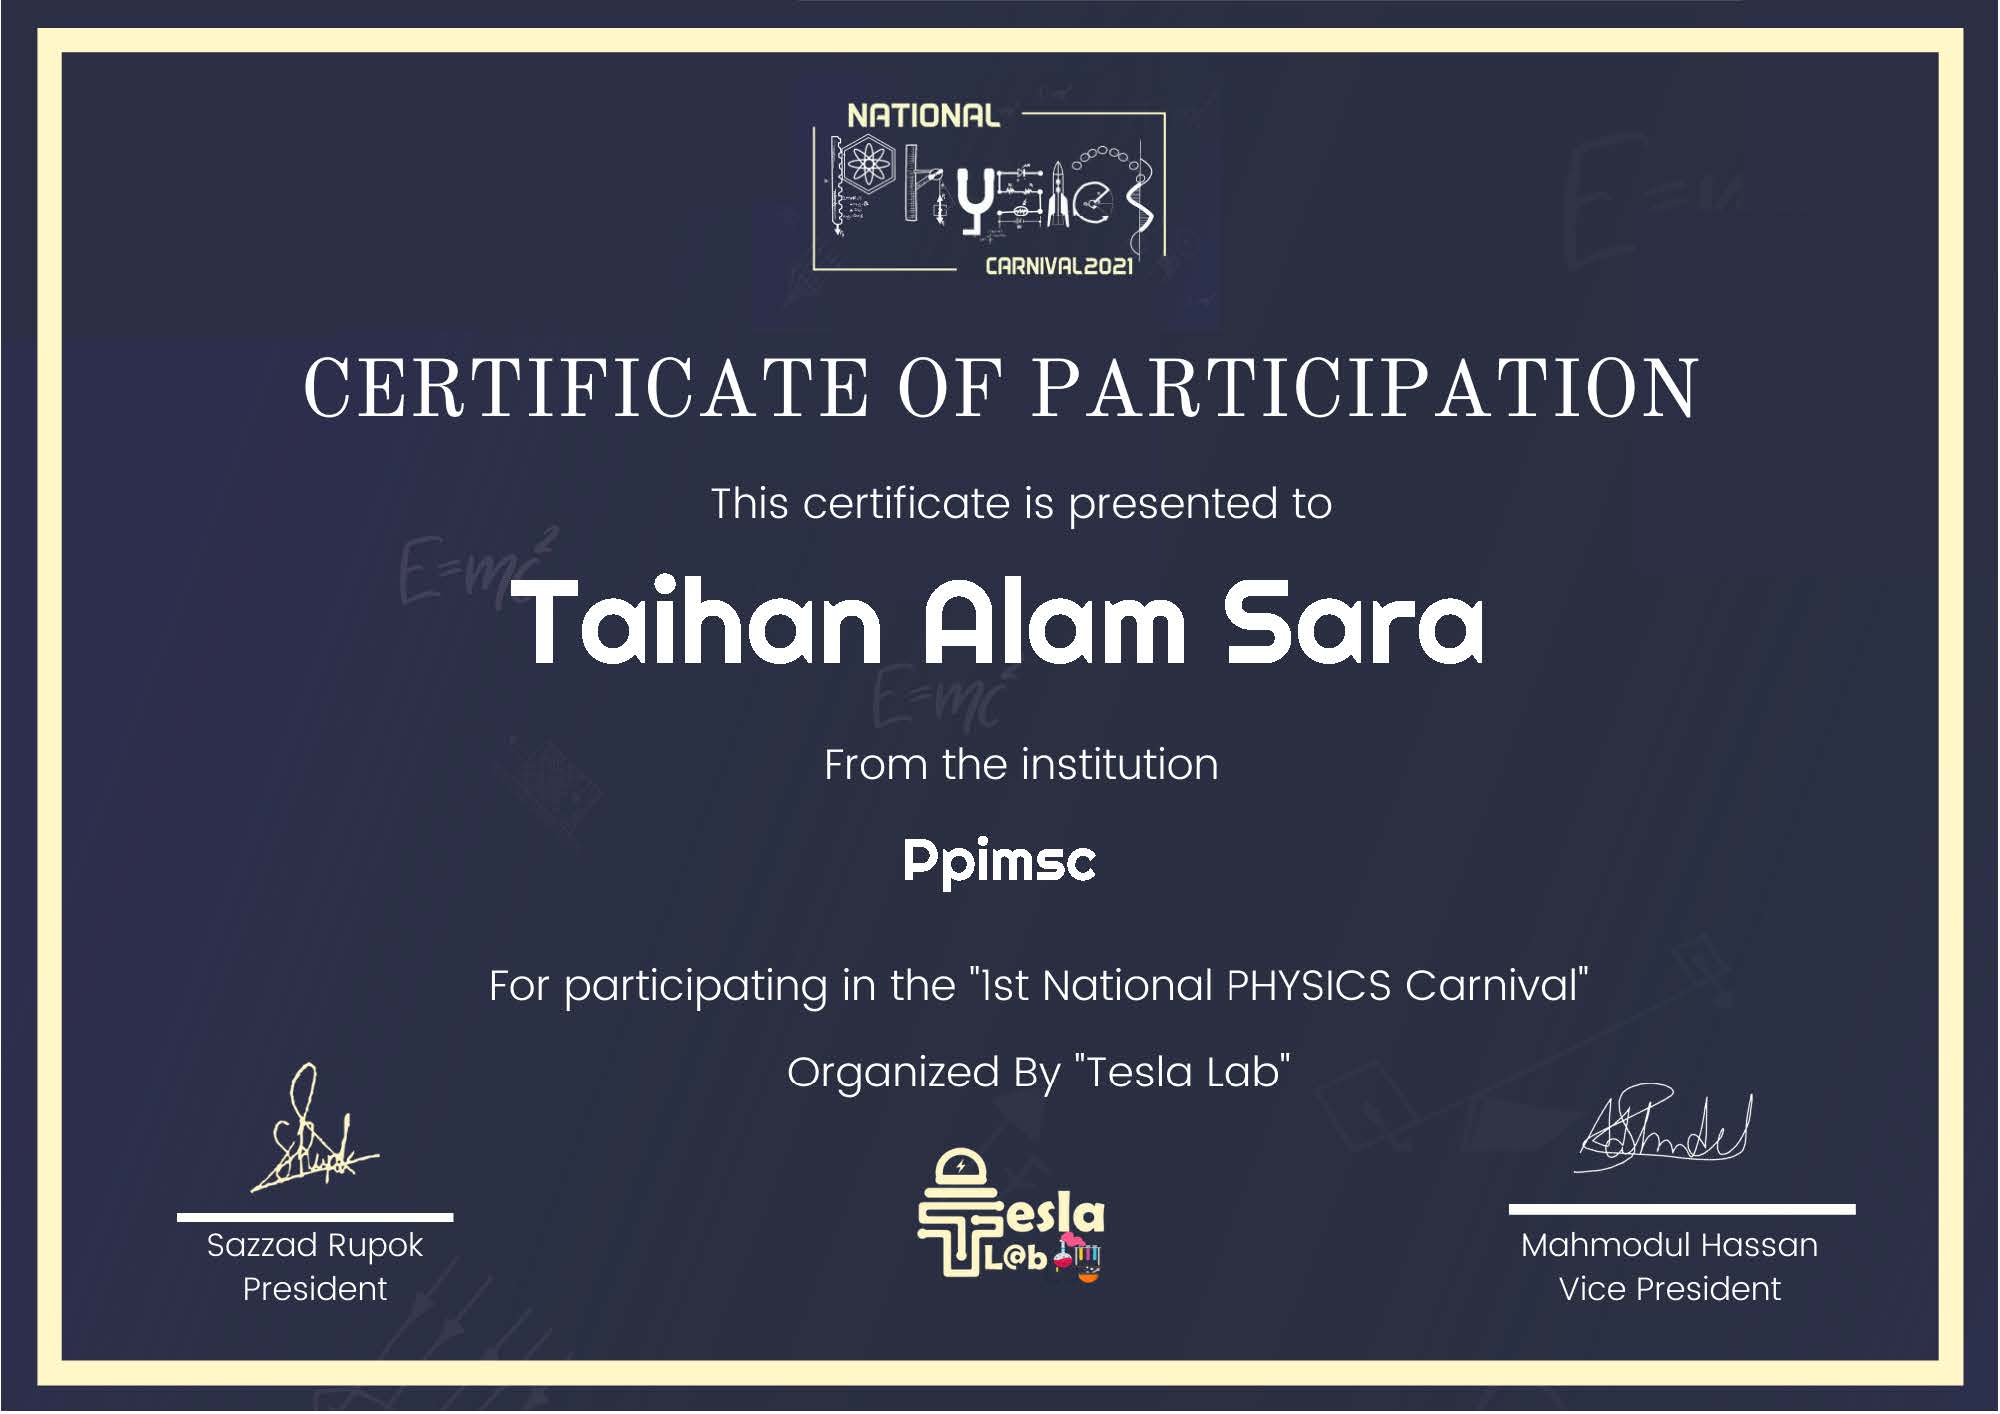 NATIONAL
Physics
CARNIVAL2021
CERTIFICATE OF PARTICIPATION
This certificate is presented to
E=mc²
Taihan Alam Sara
E=mc²
From the institution
Ppimsc
For participating in the "1st National PHYSICS Carnival"
Organized By "Tesla Lab"
Tesla
L@b
Sazzad Rupok
President
Mahmodul Hassan
Vice President